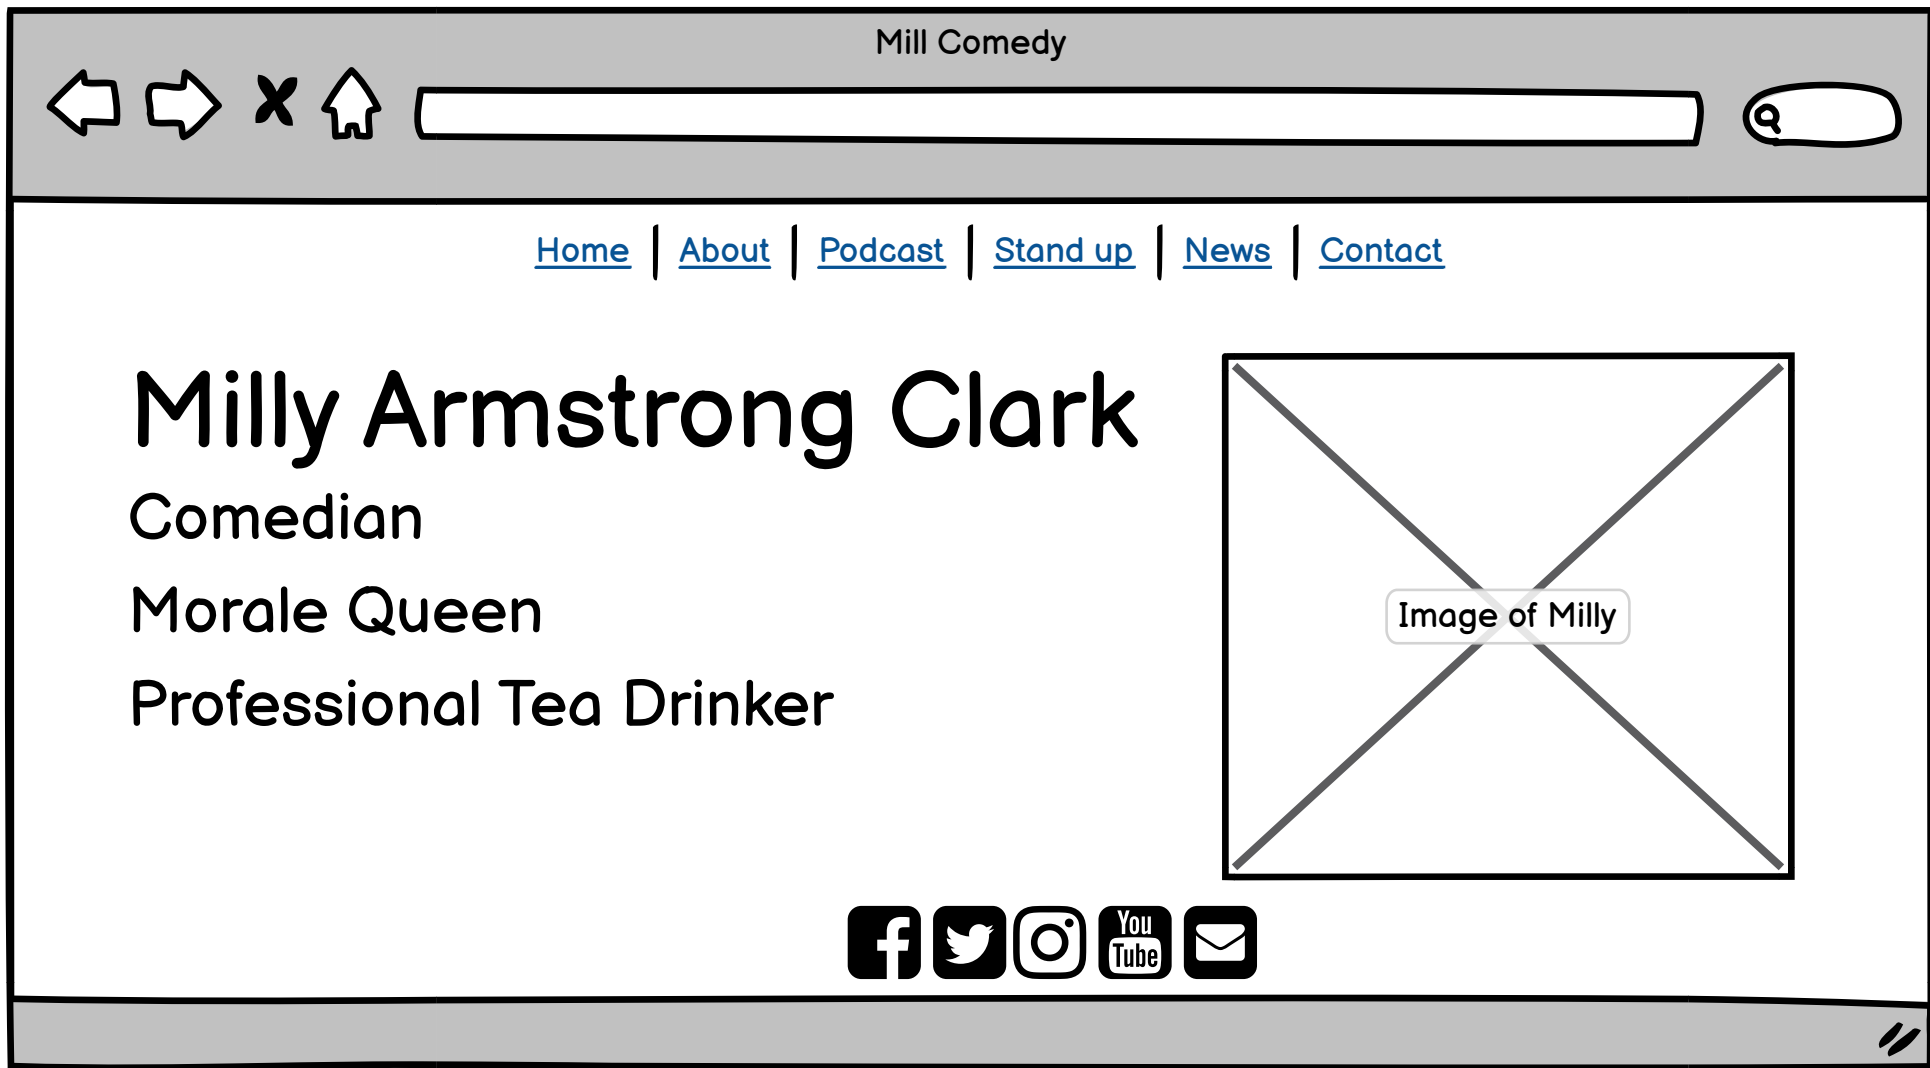 Mill Comedy
Home | About | Podcast | Stand up | News | Contact
Milly Armstrong Clark
Comedian
Morale Queen
Professional Tea Drinker
Image of Milly
You
Tube